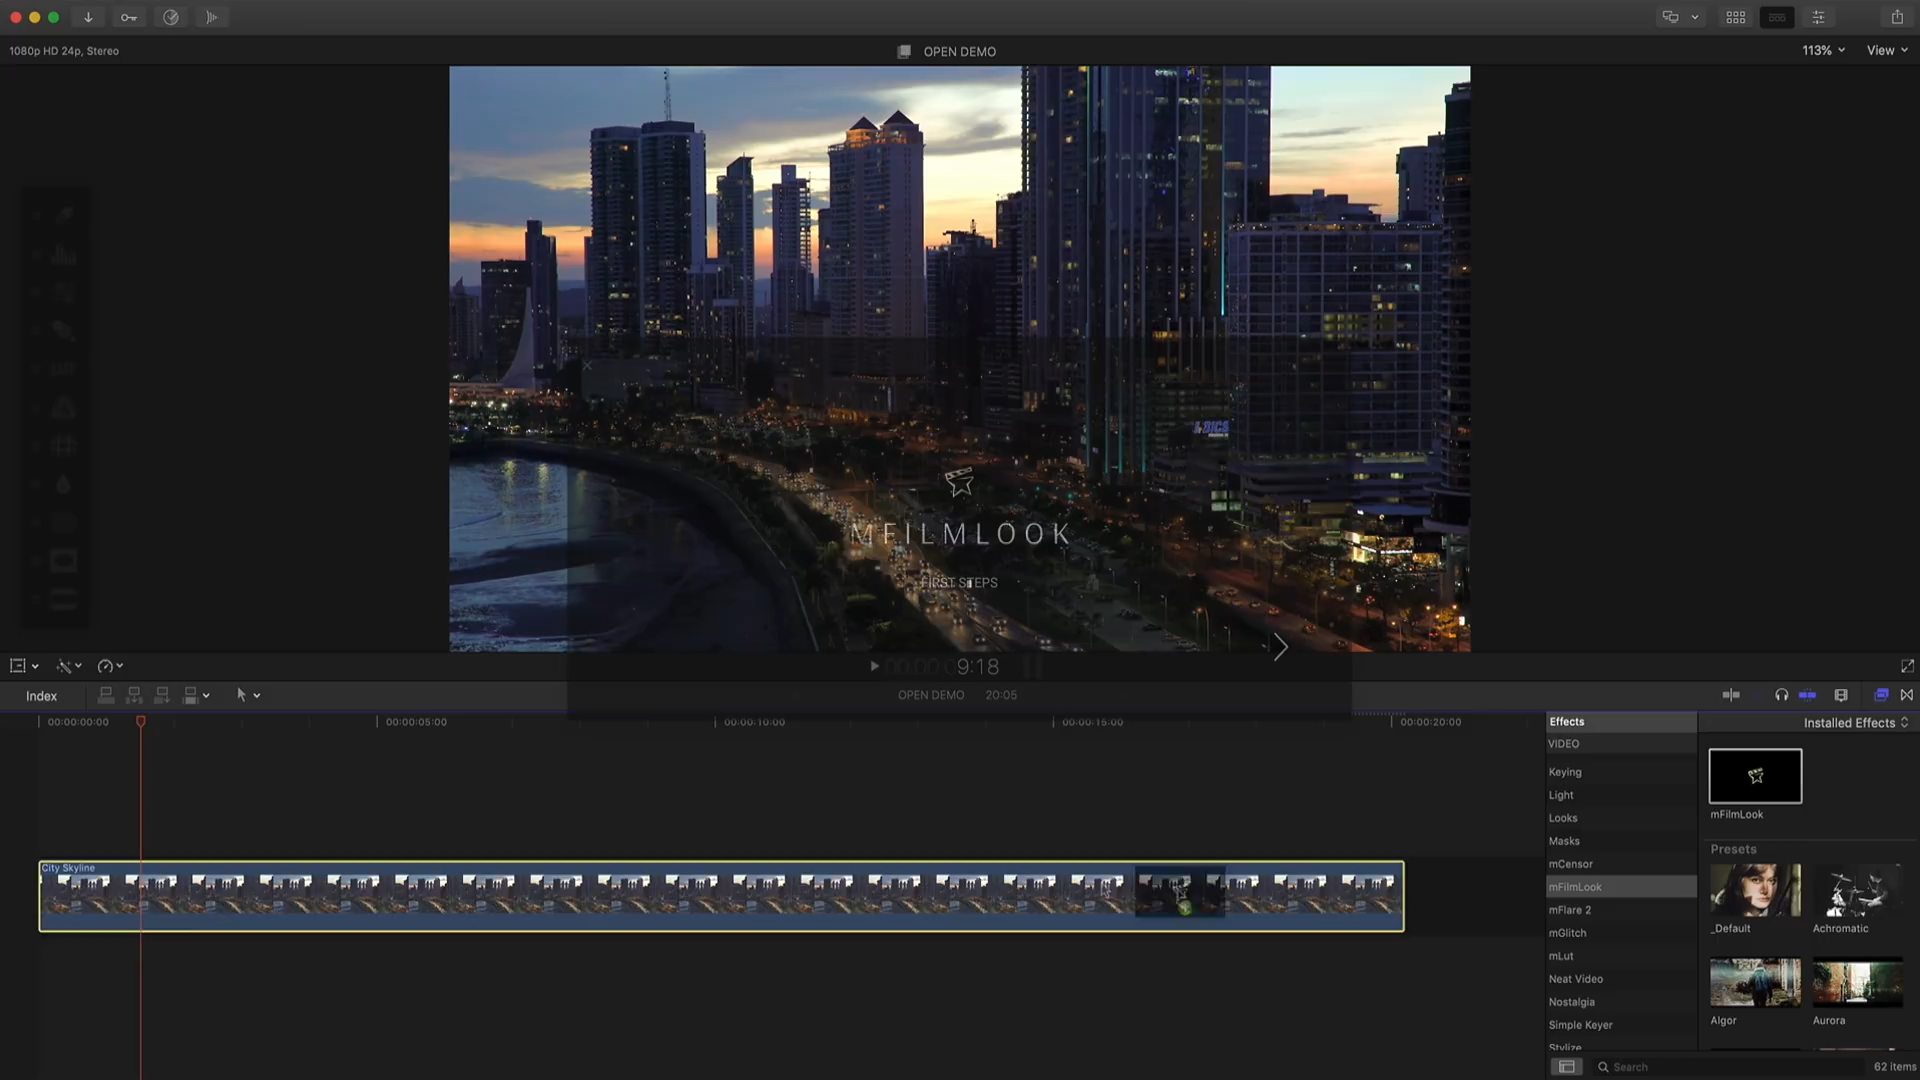 1080p HD 24p, Stereo
OPEN DEMO
113%
View
MFILMLOOK
FIRST STEPS
9:18
Index
OPEN DEMO 20:05
00:00:00:00
00:00:05:00
00:00:10:00
00:00:15:00
00:00:20:00
City Skyline
Effects
VIDEO
Keying
Light
Looks
Masks
mCensor
mFilmLook
mFlare 2
mGlitch
mLut
Neat Video
Nostalgia
Simple Keyer
Stylize
Installed Effects
mFilmLook
Presets
_Default
Achromatic
Algor
Aurora
Search
62 items